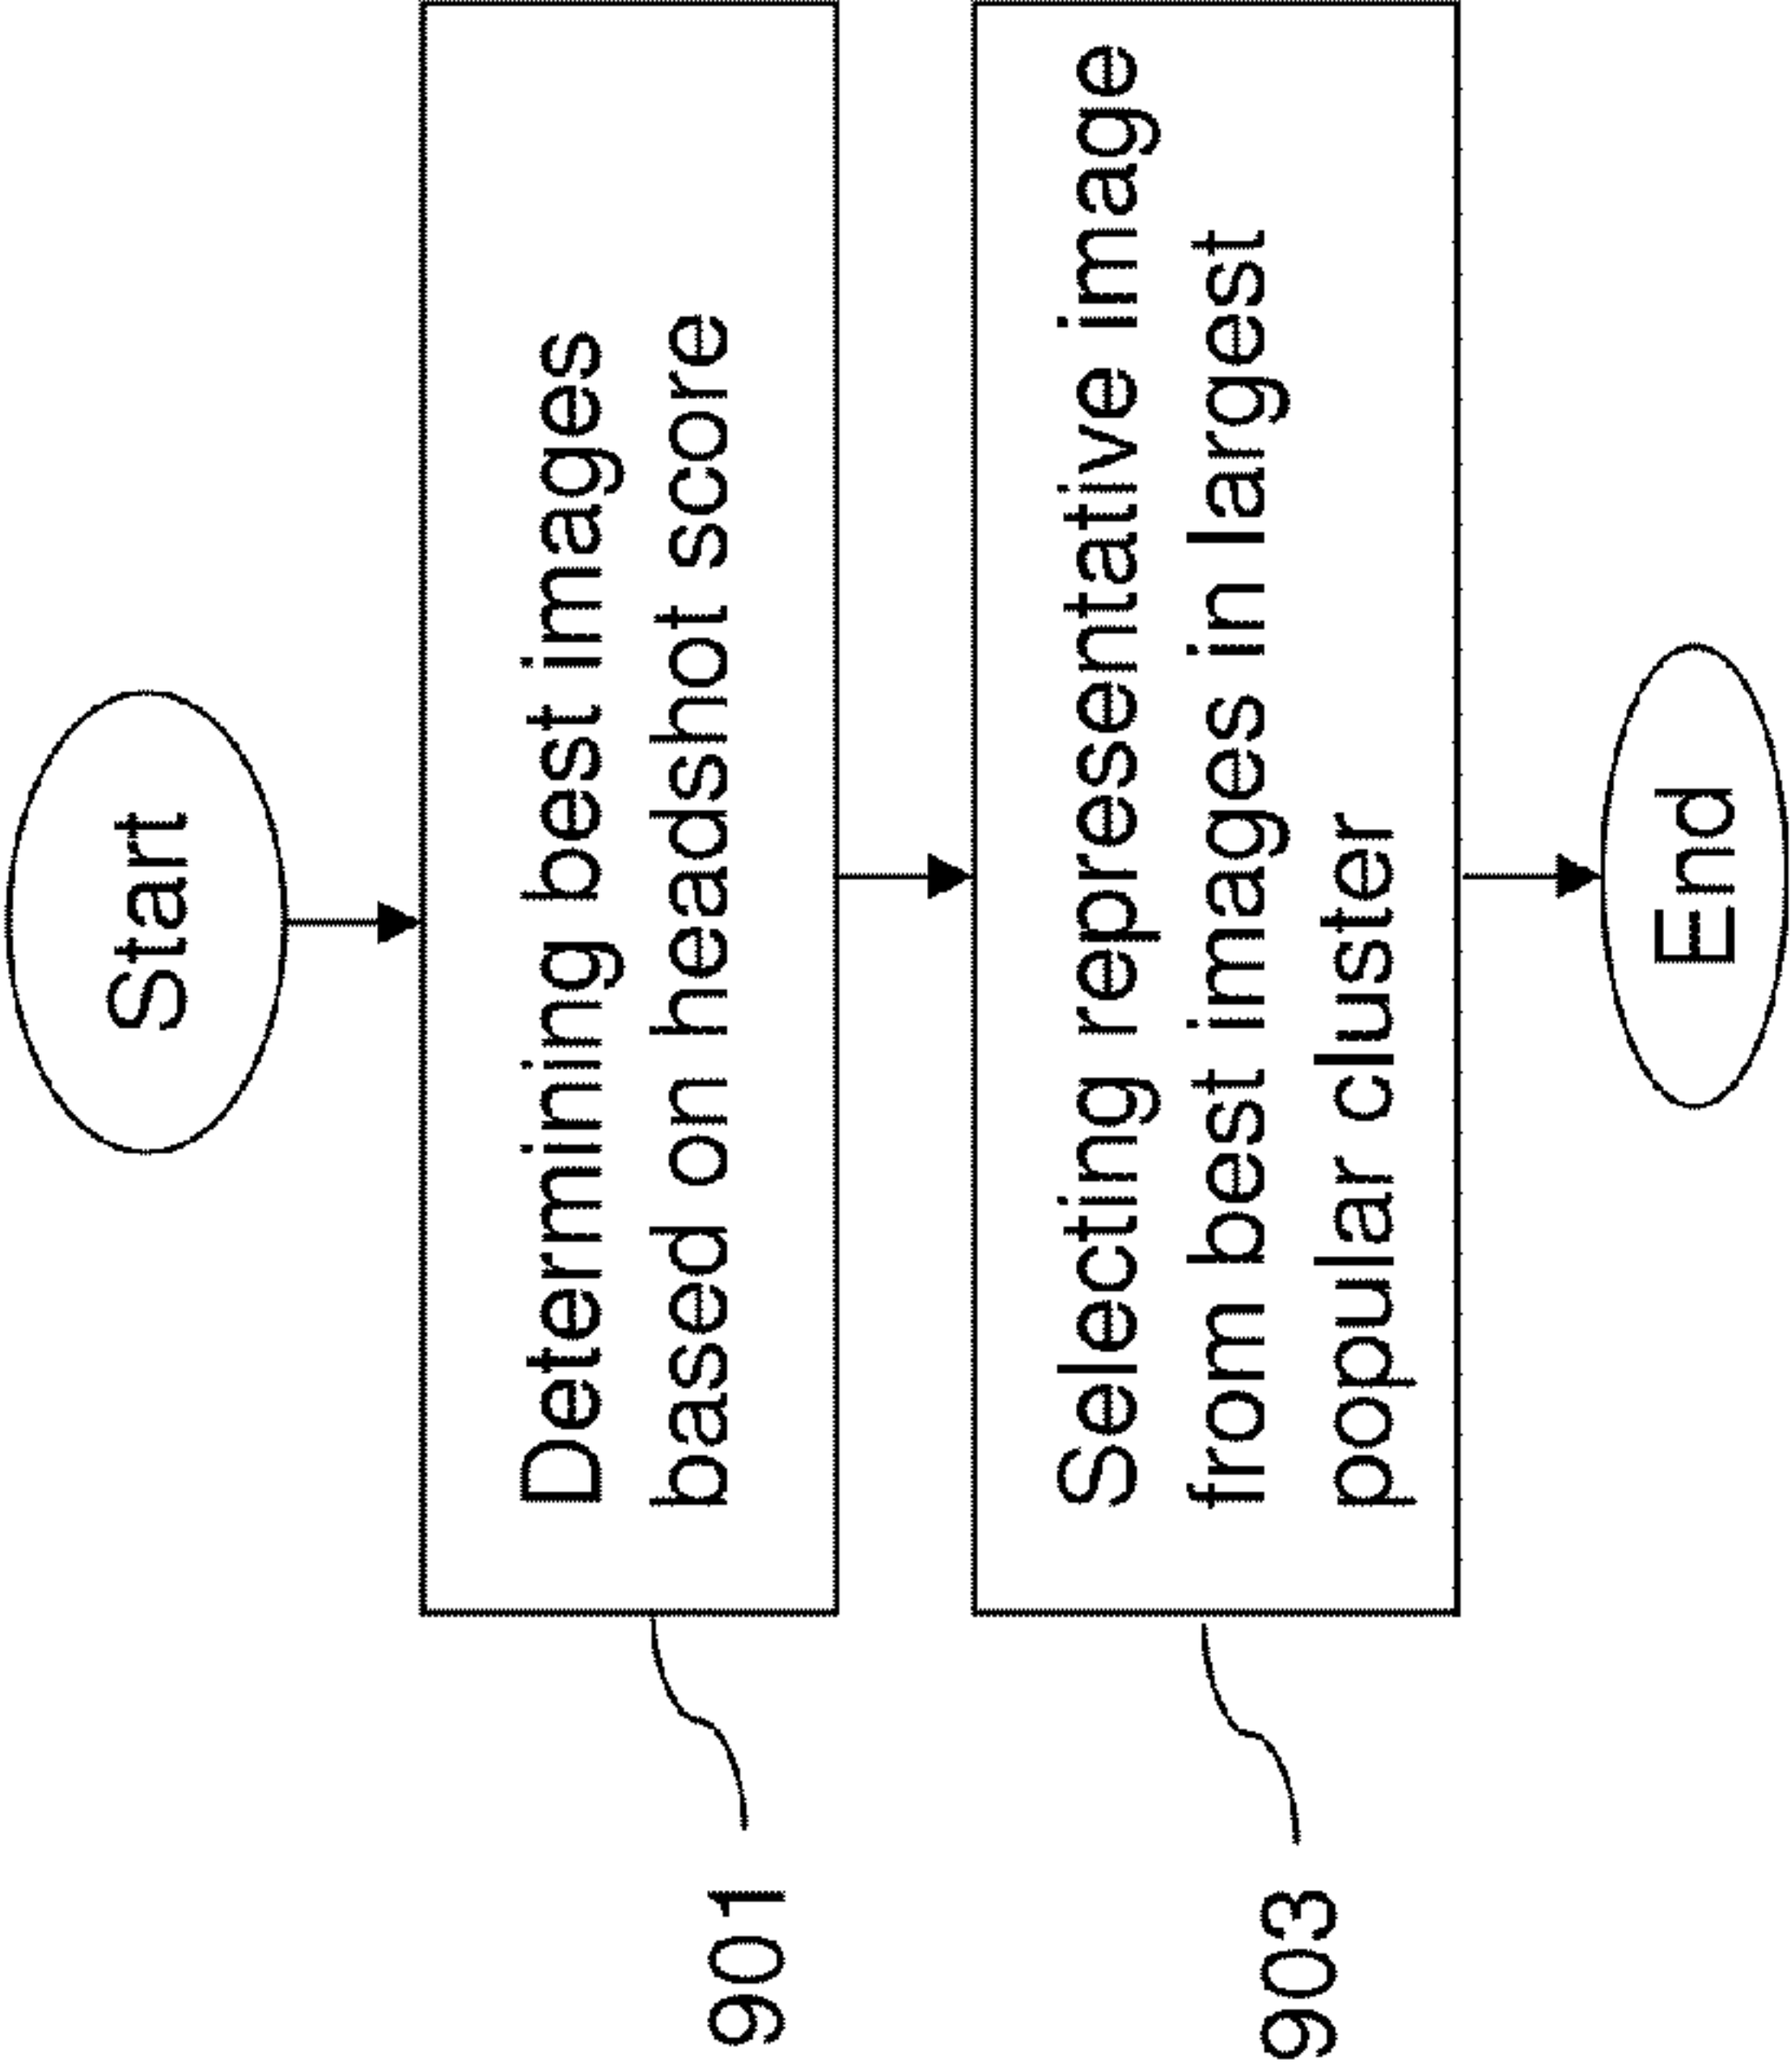 Start
Determining best images
based on headshot score
901
Selecting representative image
from best images in largest
popular cluster
903
End